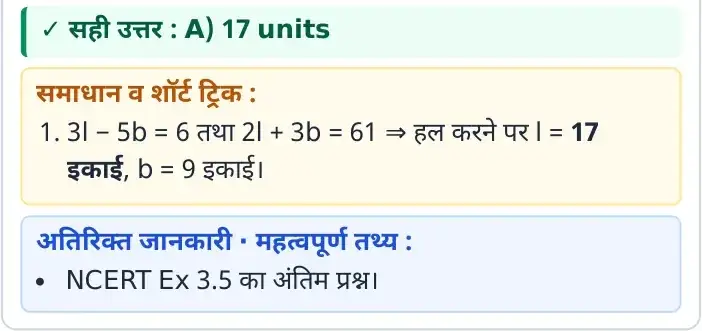 ✓ सही उत्तर : A) 17 units
समाधान व शॉर्ट ट्रिक :
1. 3l − 5b = 6 तथा 2l + 3b = 61 ⇒ हल करने पर l = 17
इकाई, b = 9 इकाई।
अतिरिक्त जानकारी · महत्वपूर्ण तथ्य :
• NCERT Ex 3.5 का अंतिम प्रश्न।